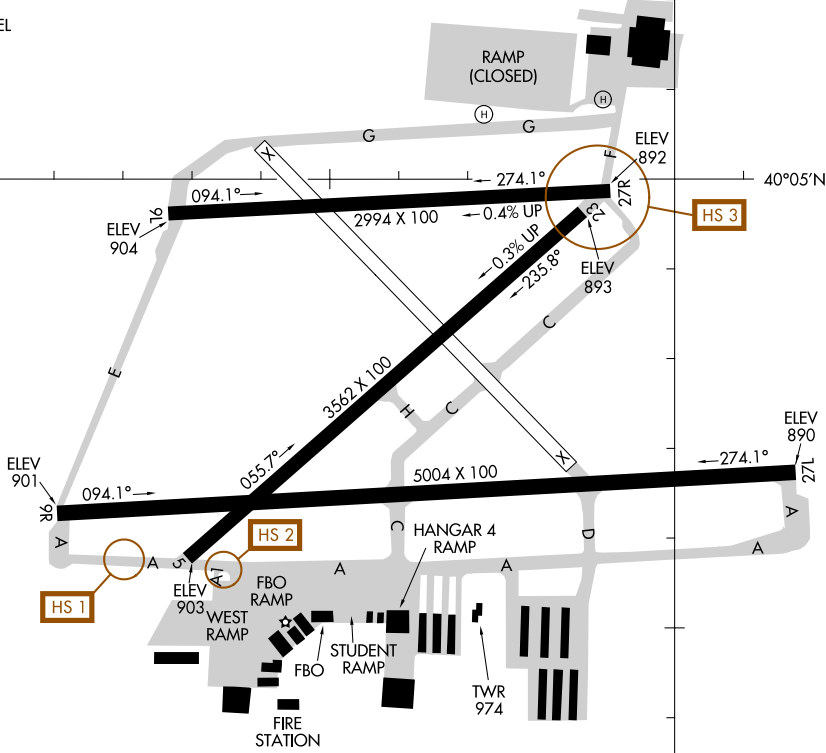 EL
RAMP
(CLOSED)
H
H
G
G
F
X
ELEV
892
094.1°
274.1°
27R
40°05'N
9L
2994 X 100
0.4% UP
HS 3
ELEV
904
23
0.3% UP
235.8°
ELEV
893
C
E
3562 X 100
H
C
ELEV
890
X
ELEV
901
055.7°
274.1°
27L
094.1°
5004 X 100
9R
A
C
D
A
HS 2
HANGAR 4
RAMP
A
5
A1
A
A
A
ELEV
903
FBO
RAMP
HS 1
WEST
RAMP
FBO
STUDENT
RAMP
TWR
974
FIRE
STATION